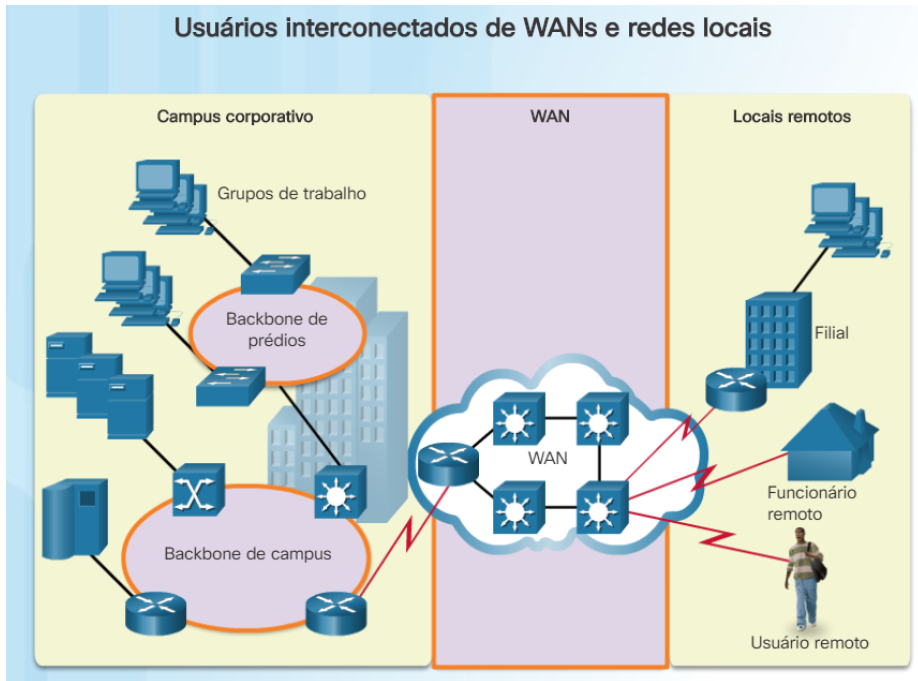 Usuários interconectados de WANs e redes locais
Campus corporativo
WAN
Locais remotos
Grupos de trabalho
Backbone de
prédios
Filial
WAN
Funcionário
remoto
Backbone de campus
Usuário remoto